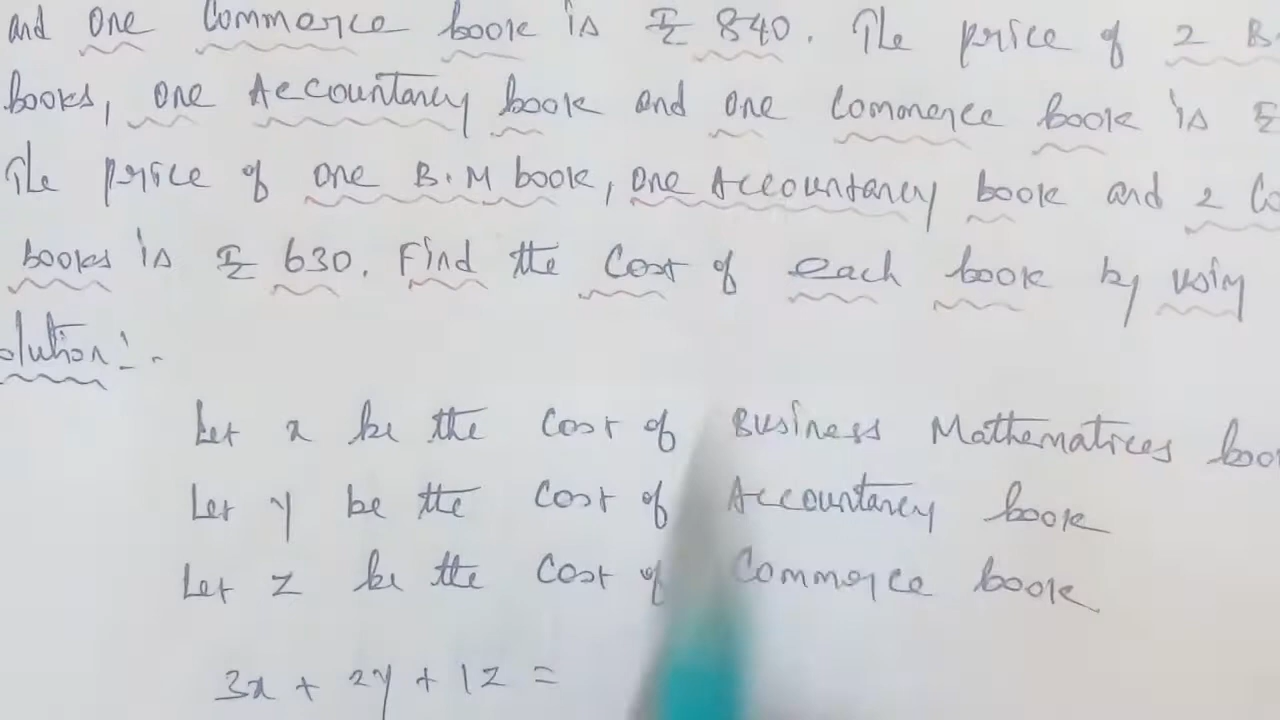 and one Commerce book is ₹ 840. The price of 2 B.
books, one Accountancy book and one Commerce book is ₹
The price of one B.M book, one Accountancy book and 2 Co
books is ₹ 630. Find the cost of each book by using
olution:-
Let x be the cost of Business Mathematices boo
Let y be the cost of Accountancy book
Let z be the cost of Commerce book
3x + 2y + 1z =